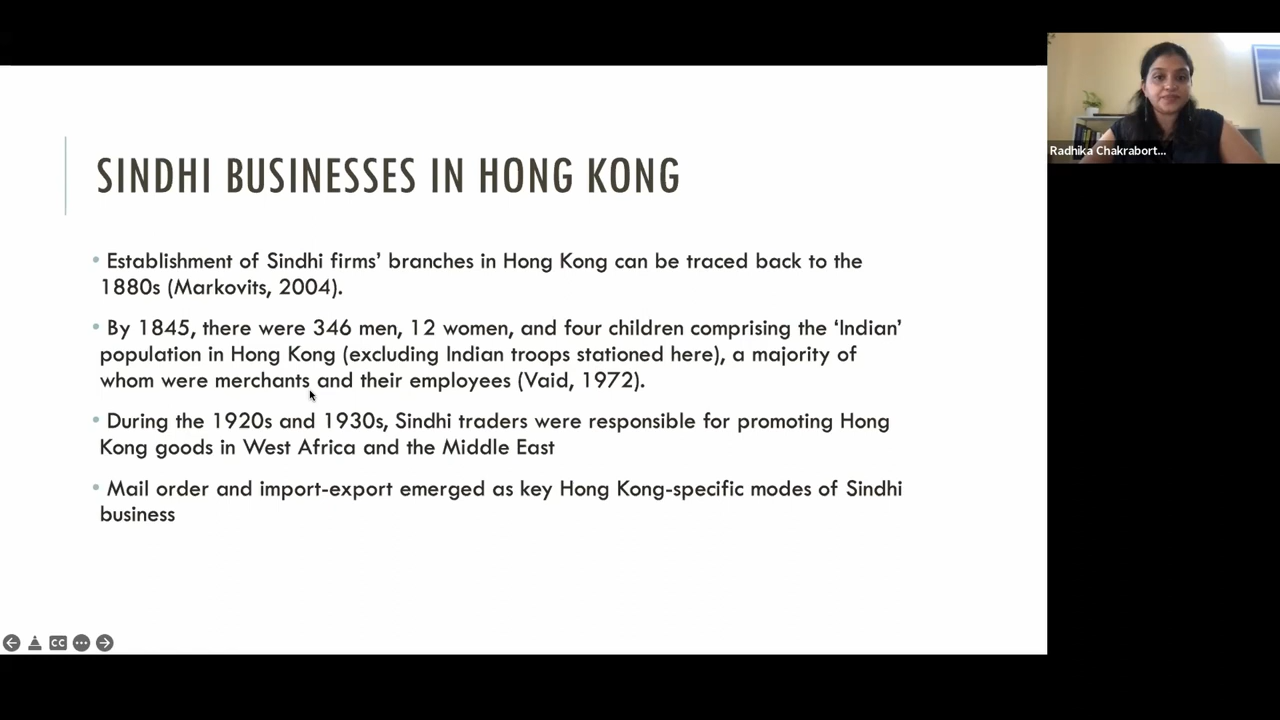 SINDHI BUSINESSES IN HONG KONG
• Establishment of Sindhi firms’ branches in Hong Kong can be traced back to the
1880s (Markovits, 2004).
• By 1845, there were 346 men, 12 women, and four children comprising the ‘Indian’
population in Hong Kong (excluding Indian troops stationed here), a majority of
whom were merchants and their employees (Vaid, 1972).
• During the 1920s and 1930s, Sindhi traders were responsible for promoting Hong
Kong goods in West Africa and the Middle East
• Mail order and import-export emerged as key Hong Kong-specific modes of Sindhi
business
Radhika Chakrabort...
CC